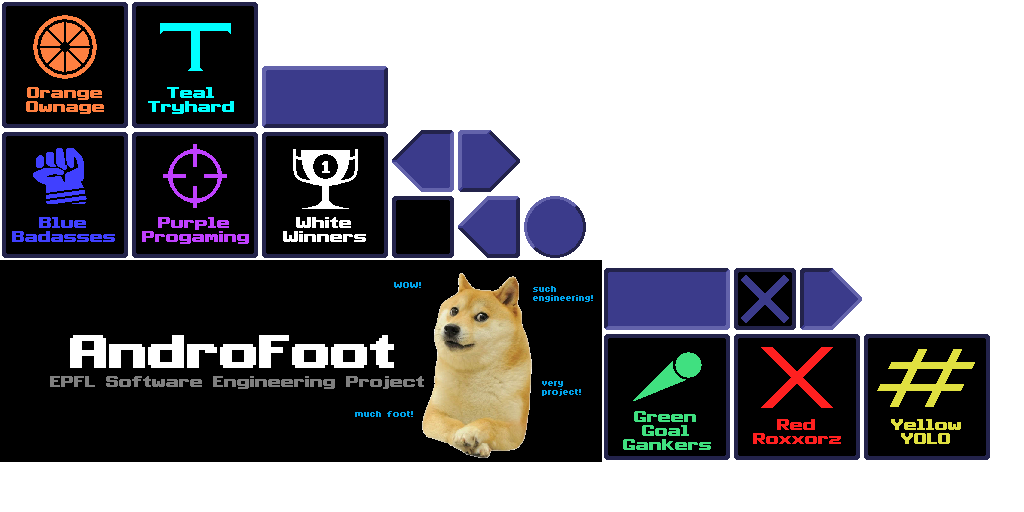 Orange
Ownage
Teal
Tryhard
Blue
Badasses
Purple
Progaming
1
White
Winners
WOW!
such
engineering!
AndroFoot
EPFL Software Engineering Project
very
project!
much foot!
Green
Goal
Gankers
Red
Roxxorz
#
Yellow
YOLO